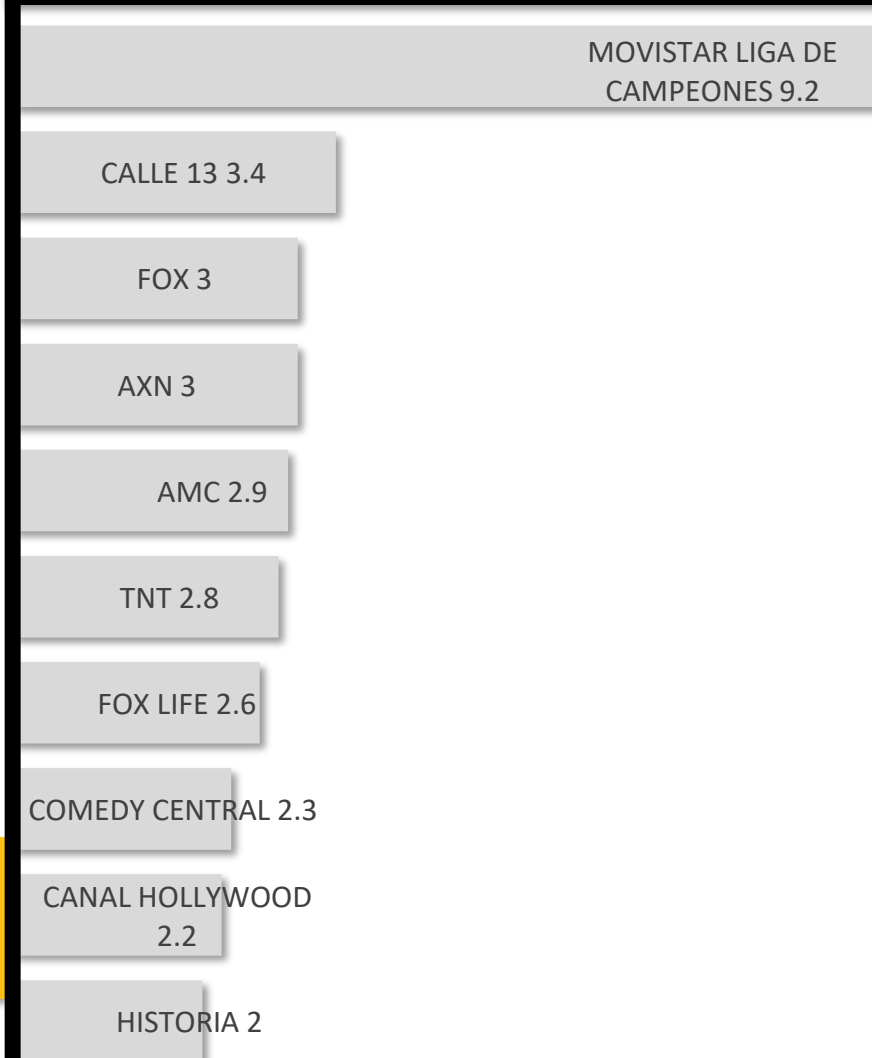 MOVISTAR LIGA DE
CAMPEONES 9.2
CALLE 13 3.4
FOX 3
AXN 3
AMC 2.9
TNT 2.8
FOX LIFE 2.6
COMEDY CENTRAL 2.3
CANAL HOLLYWOOD
2.2
HISTORIA 2